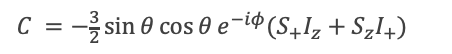 C = −3/2 sin θ cos θ e^{−iϕ}(S₊I_z + S_zI₊)